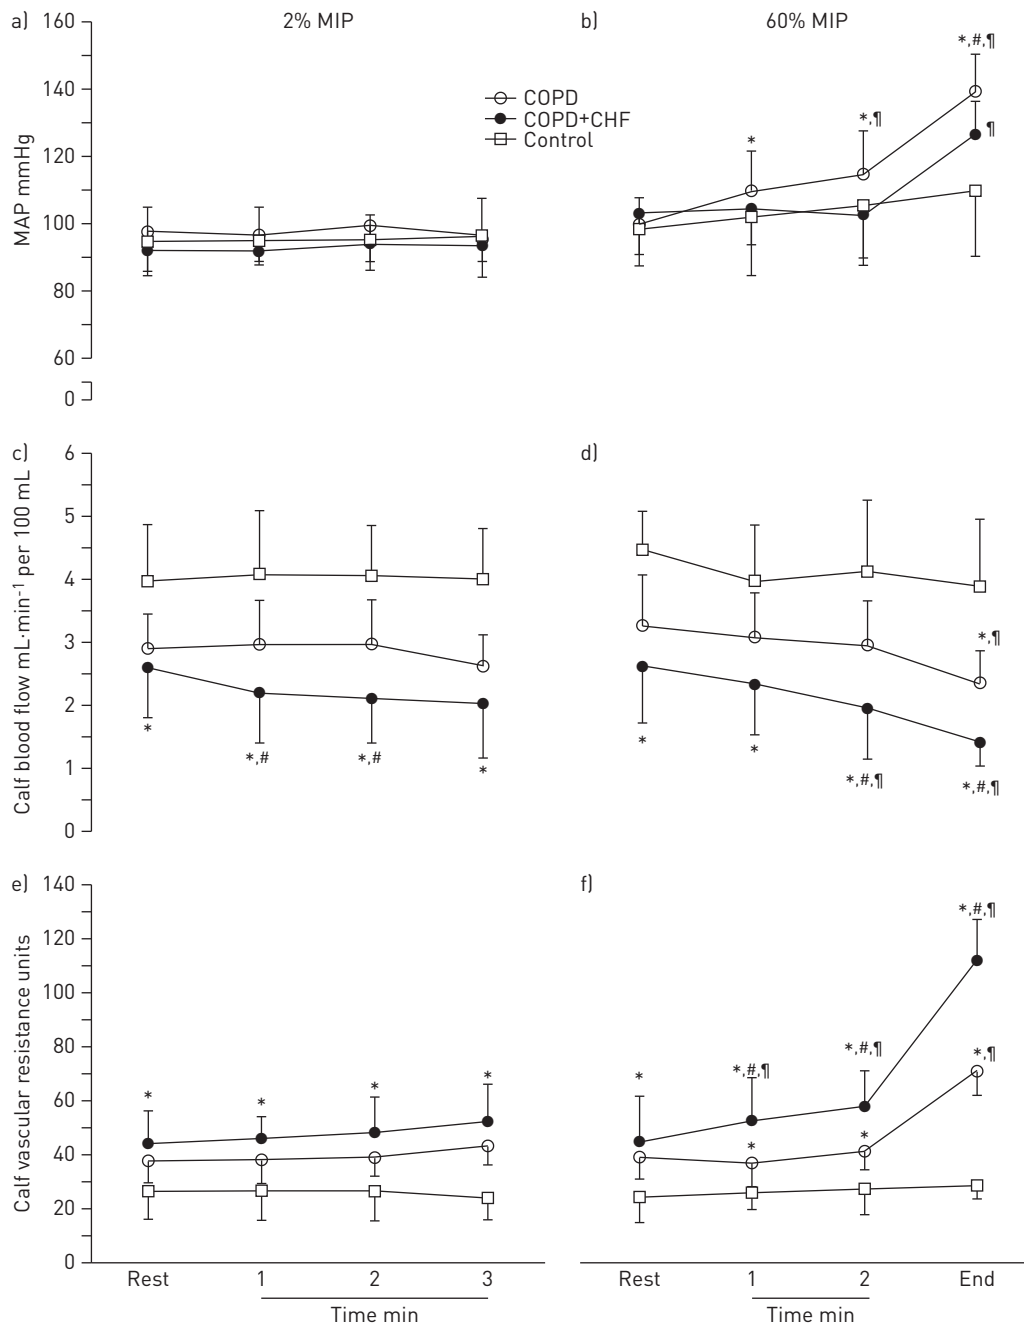 a) 2% MIP
160
140
120
100
80
60
0
MAP mmHg
COPD
COPD+CHF
Control
b) 60% MIP
*
*,¶
*,#,¶
¶
c)
6
5
4
3
2
1
0
Calf blood flow mL·min⁻¹ per 100 mL
*
*,#
*,#
*
d)
*
*
*,#,¶
*,¶
*,#,¶
e)
140
120
100
80
60
40
20
0
Calf vascular resistance units
*
*
*
*
Rest 1 2 3
Time min
f)
*
*,#,¶
*
*,#,¶
*
*,#,¶
*,¶
Rest 1 2 End
Time min